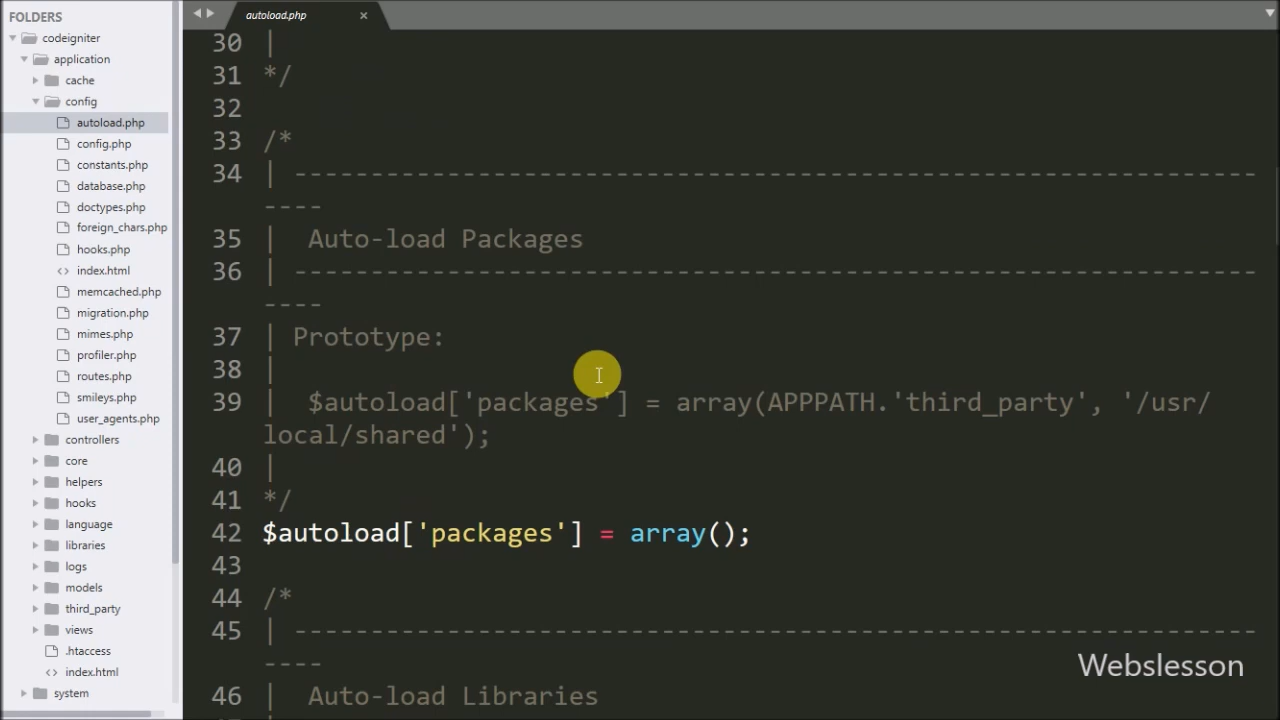 FOLDERS
codeigniter
application
cache
config
autoload.php
config.php
constants.php
database.php
doctypes.php
foreign_chars.php
hooks.php
index.html
memcached.php
migration.php
mimes.php
profiler.php
routes.php
smileys.php
user_agents.php
controllers
core
helpers
hooks
language
libraries
logs
models
third_party
views
.htaccess
index.html
system
autoload.php
30 |
31 */
32
33 /*
34 | ---------------------------------------------------------------
----
35 |  Auto-load Packages
36 | ---------------------------------------------------------------
----
37 | Prototype:
38 |
39 |  $autoload['packages'] = array(APPPATH.'third_party', '/usr/
local/shared');
40 |
41 */
42 $autoload['packages'] = array();
43
44 /*
45 | ---------------------------------------------------------------
----
46 |  Auto-load Libraries
Webslesson